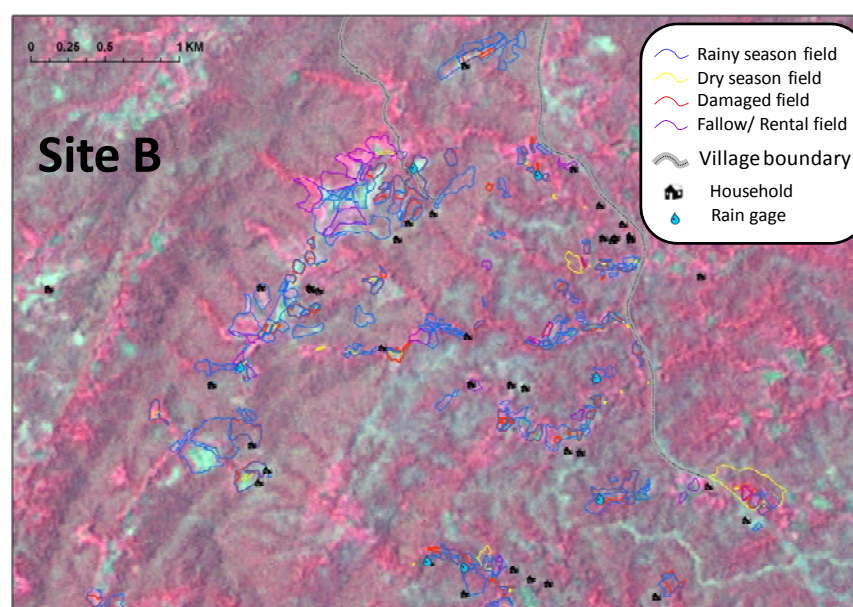 0 0.25 0.5 1 KM
Site B
Rainy season field
Dry season field
Damaged field
Fallow/ Rental field
Village boundary
Household
Rain gage